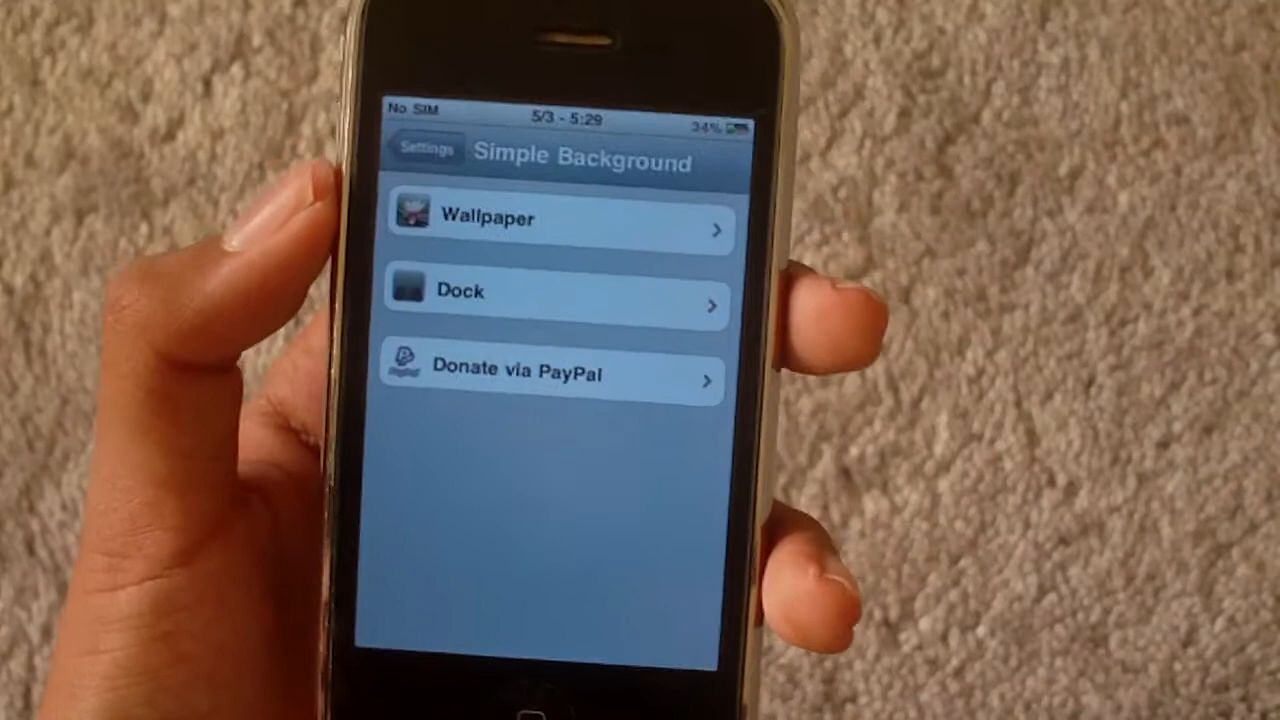 No SIM 5/3 - 5:29 34%
Settings Simple Background
Wallpaper
Dock
Donate via PayPal